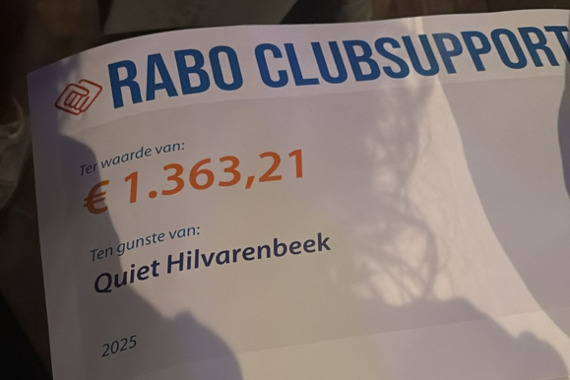 RABO CLUBSUPPORT
Ter waarde van:
€ 1.363,21
Ten gunste van:
Quiet Hilvarenbeek
2025